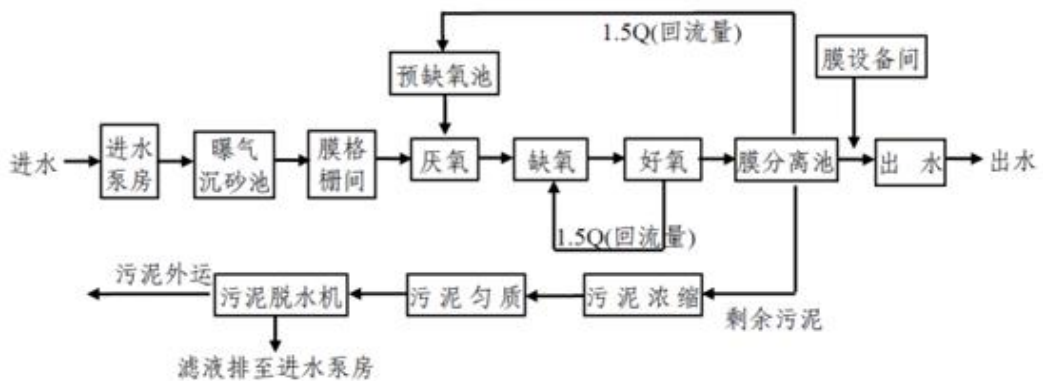 1.5Q(回流量)
膜设备间
预缺氧池
进水
进水
泵房
曝气
沉砂池
膜格
栅间
厌氧
缺氧
好氧
膜分离池
出 水
出水
1.5Q(回流量)
污泥外运
污泥脱水机
污 泥 匀 质
污 泥 浓 缩
剩余污泥
滤液排至进水泵房